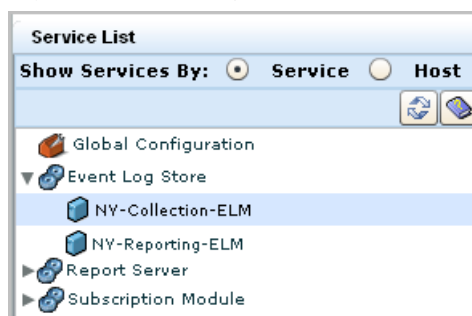 Service List
Show Services By: Service Host
Global Configuration
Event Log Store
NY-Collection-ELM
NY-Reporting-ELM
Report Server
Subscription Module